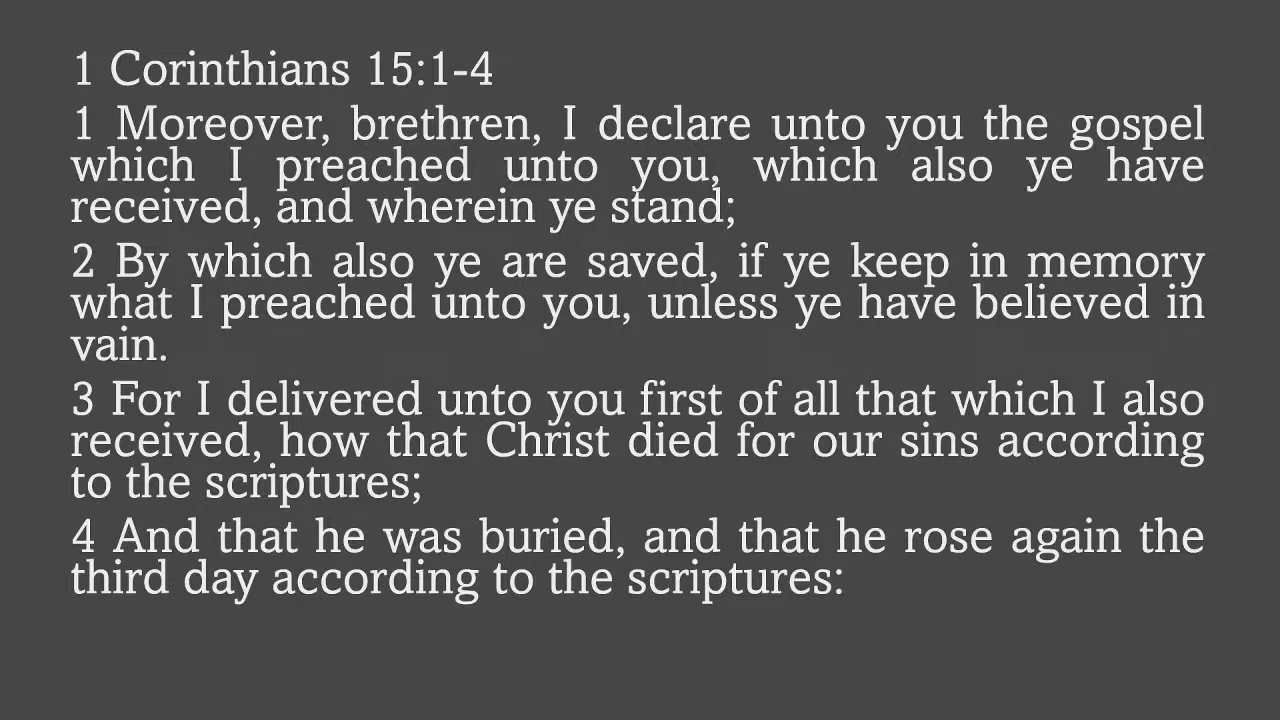 1 Corinthians 15:1-4
1 Moreover, brethren, I declare unto you the gospel
which I preached unto you, which also ye have
received, and wherein ye stand;
2 By which also ye are saved, if ye keep in memory
what I preached unto you, unless ye have believed in
vain.
3 For I delivered unto you first of all that which I also
received, how that Christ died for our sins according
to the scriptures;
4 And that he was buried, and that he rose again the
third day according to the scriptures: